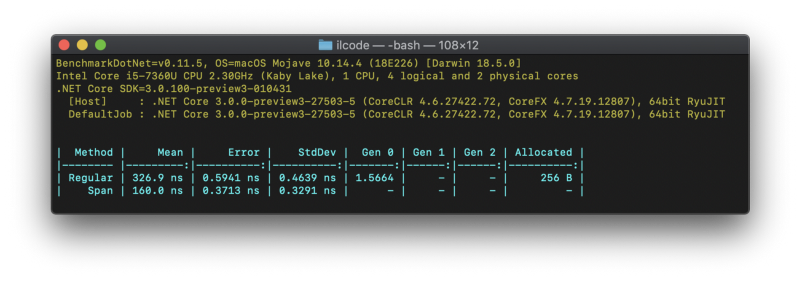 ilcode — -bash — 108×12
BenchmarkDotNet=v0.11.5, OS=macOS Mojave 10.14.4 (18E226) [Darwin 18.5.0]
Intel Core i5-7360U CPU 2.30GHz (Kaby Lake), 1 CPU, 4 logical and 2 physical cores
.NET Core SDK=3.0.100-preview3-010431
  [Host]     : .NET Core 3.0.0-preview3-27503-5 (CoreCLR 4.6.27422.72, CoreFX 4.7.19.12807), 64bit RyuJIT
  DefaultJob : .NET Core 3.0.0-preview3-27503-5 (CoreCLR 4.6.27422.72, CoreFX 4.7.19.12807), 64bit RyuJIT
|  Method |     Mean |     Error |    StdDev |  Gen 0 | Gen 1 | Gen 2 | Allocated |
|-------- |---------:|----------:|----------:|-------:|------:|------:|----------:|
| Regular | 326.9 ns | 0.5941 ns | 0.4639 ns | 1.5664 |     - |     - |     256 B |
|    Span | 160.0 ns | 0.3713 ns | 0.3291 ns |      - |     - |     - |         - |